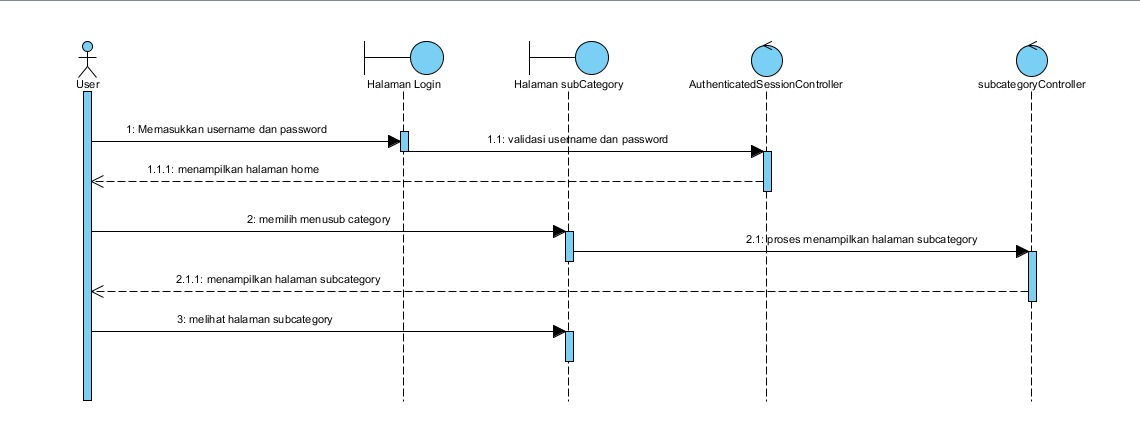 User
Halaman Login
Halaman subCategory
AuthenticatedSessionController
subcategoryController
1: Memasukkan username dan password
1.1: validasi username dan password
1.1.1: menampilkan halaman home
2: memilih menusub category
2.1: proses menampilkan halaman subcategory
2.1.1: menampilkan halaman subcategory
3: melihat halaman subcategory